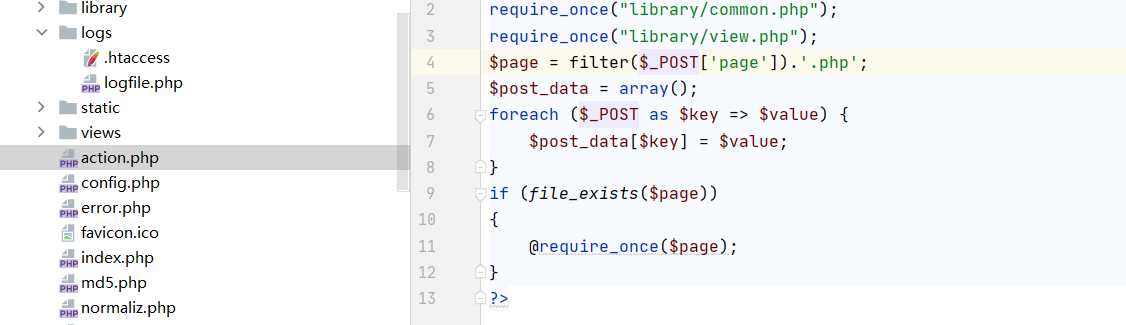 library
logs
.htaccess
PHP logfile.php
static
views
PHP action.php
PHP config.php
PHP error.php
favicon.ico
PHP index.php
PHP md5.php
PHP normaliz.php
2 require_once("library/common.php");
3 require_once("library/view.php");
4 $page = filter($_POST['page']).'.php';
5 $post_data = array();
6 foreach ($_POST as $key => $value) {
7 $post_data[$key] = $value;
8 }
9 if (file_exists($page))
10 {
11 @require_once($page);
12 }
13 ?>